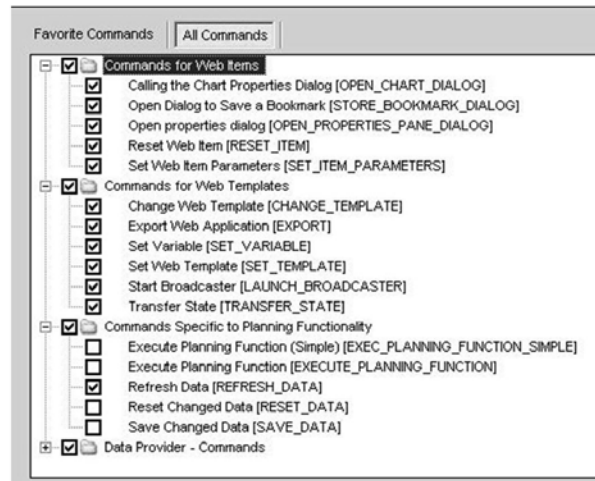 Favorite Commands All Commands
Commands for Web Items
Calling the Chart Properties Dialog [OPEN_CHART_DIALOG]
Open Dialog to Save a Bookmark [STORE_BOOKMARK_DIALOG]
Open properties dialog [OPEN_PROPERTIES_PANE_DIALOG]
Reset Web Item [RESET_ITEM]
Set Web Item Parameters [SET_ITEM_PARAMETERS]
Commands for Web Templates
Change Web Template [CHANGE_TEMPLATE]
Export Web Application [EXPORT]
Set Variable [SET_VARIABLE]
Set Web Template [SET_TEMPLATE]
Start Broadcaster [LAUNCH_BROADCASTER]
Transfer State [TRANSFER_STATE]
Commands Specific to Planning Functionality
Execute Planning Function (Simple) [EXEC_PLANNING_FUNCTION_SIMPLE]
Execute Planning Function [EXECUTE_PLANNING_FUNCTION]
Refresh Data [REFRESH_DATA]
Reset Changed Data [RESET_DATA]
Save Changed Data [SAVE_DATA]
Data Provider - Commands